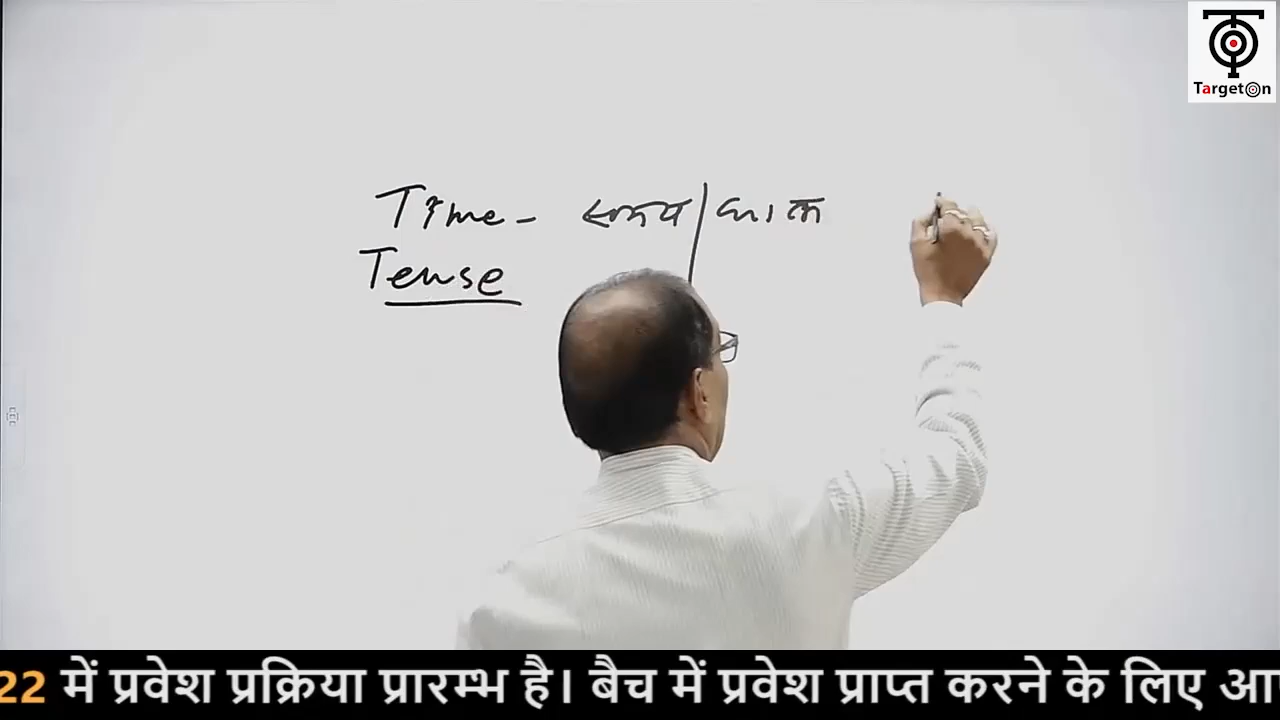 Targeton
Time - समय / काल
Tense
22 में प्रवेश प्रक्रिया प्रारम्भ है। बैच में प्रवेश प्राप्त करने के लिए आ